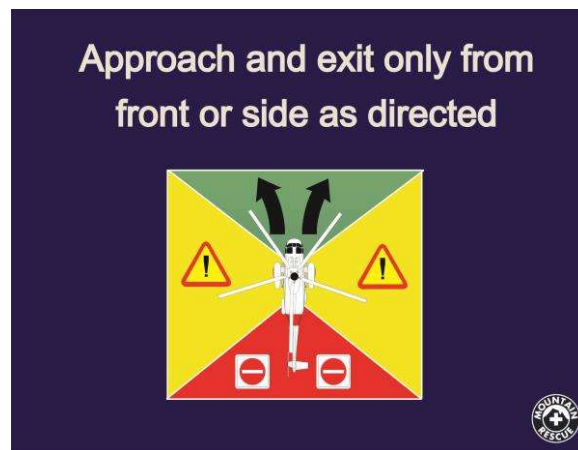 Approach and exit only from
front or side as directed
!
!
MOUNTAIN
RESCUE